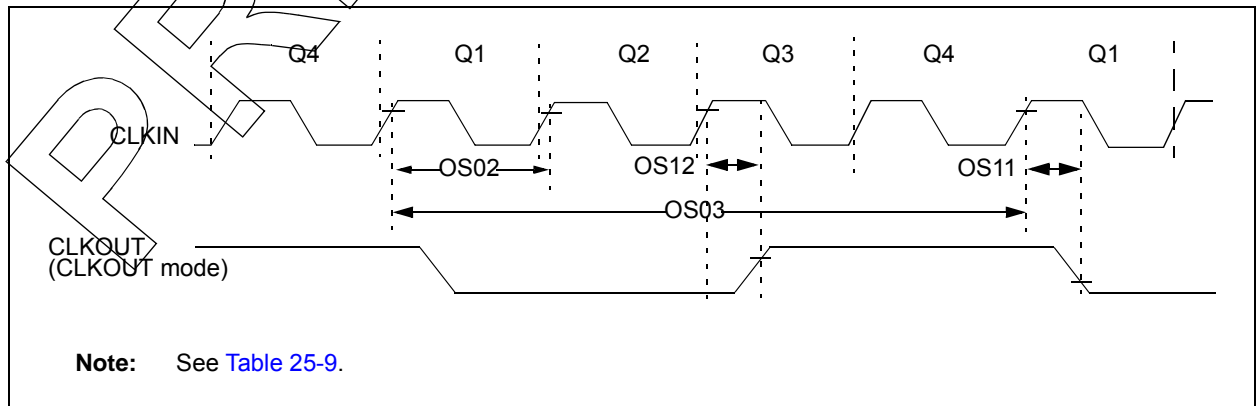 Q4 Q1 Q2 Q3 Q4 Q1
CLKIN
OS02 OS12 OS11
OS03
CLKOUT
(CLKOUT mode)
Note: See Table 25-9.
PR